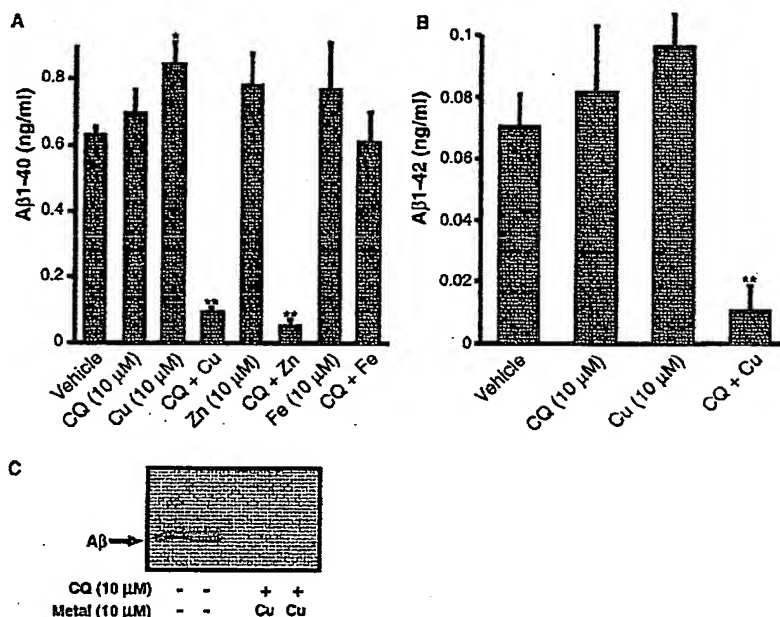 A
Aβ1-40 (ng/ml)
0.8
0.6
0.4
0.2
0
*
**
**
Vehicle
CQ (10 μM)
Cu (10 μM)
CQ + Cu
Zn (10 μM)
CQ + Zn
Fe (10 μM)
CQ + Fe
B
Aβ1-42 (ng/ml)
0.1
0.08
0.06
0.04
0.02
0
**
Vehicle
CQ (10 μM)
Cu (10 μM)
CQ + Cu
C
Aβ
CQ (10 μM) - - + +
Metal (10 μM) - - Cu Cu